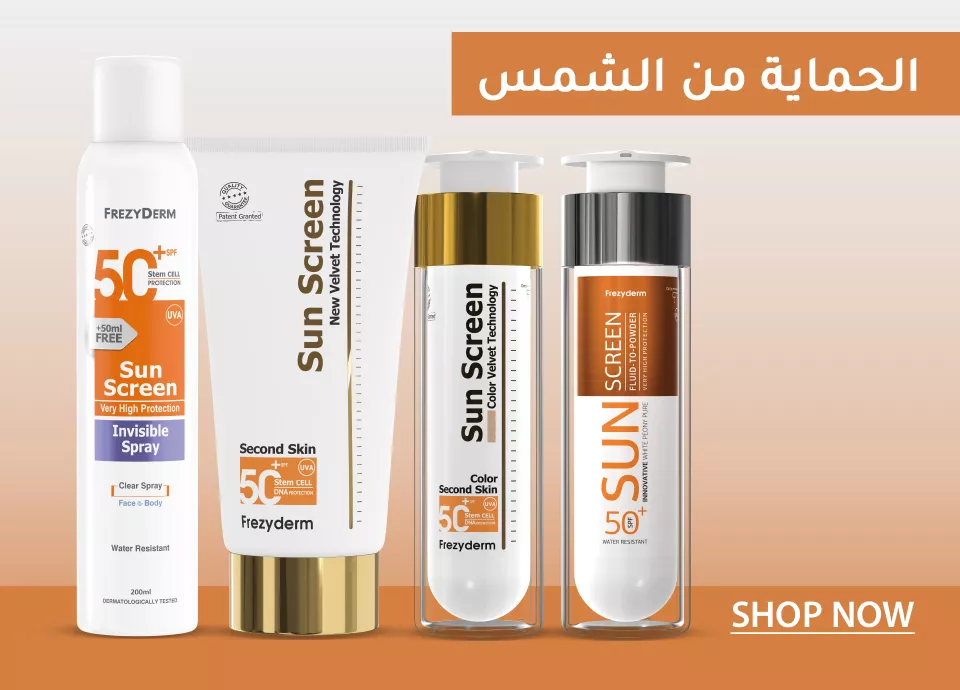 الحماية من الشمس
FREZYDERM
50+ SPF
Stem CELL
PROTECTION
UVA
+50ml
FREE
Sun
Screen
Very High Protection
Invisible
Spray
Clear Spray
Face & Body
Water Resistant
200ml
DERMATOLOGICALLY TESTED
QUALITY
GUARANTEE
Patent Granted
Sun Screen
New Velvet Technology
Second Skin
50+ SPF
UVA
Stem CELL
DNA PROTECTION
Frezyderm
Sun Screen
Color Velvet Technology
Color
Second Skin
50+
UVA
Stem CELL
DNA PROTECTION
Frezyderm
Frezyderm
SUN SCREEN
FLUID-TO-POWDER
VERY HIGH PROTECTION
INNOVATIVE WHITE PEONY PURE
50+
SPF
WATER RESISTANT
SHOP NOW